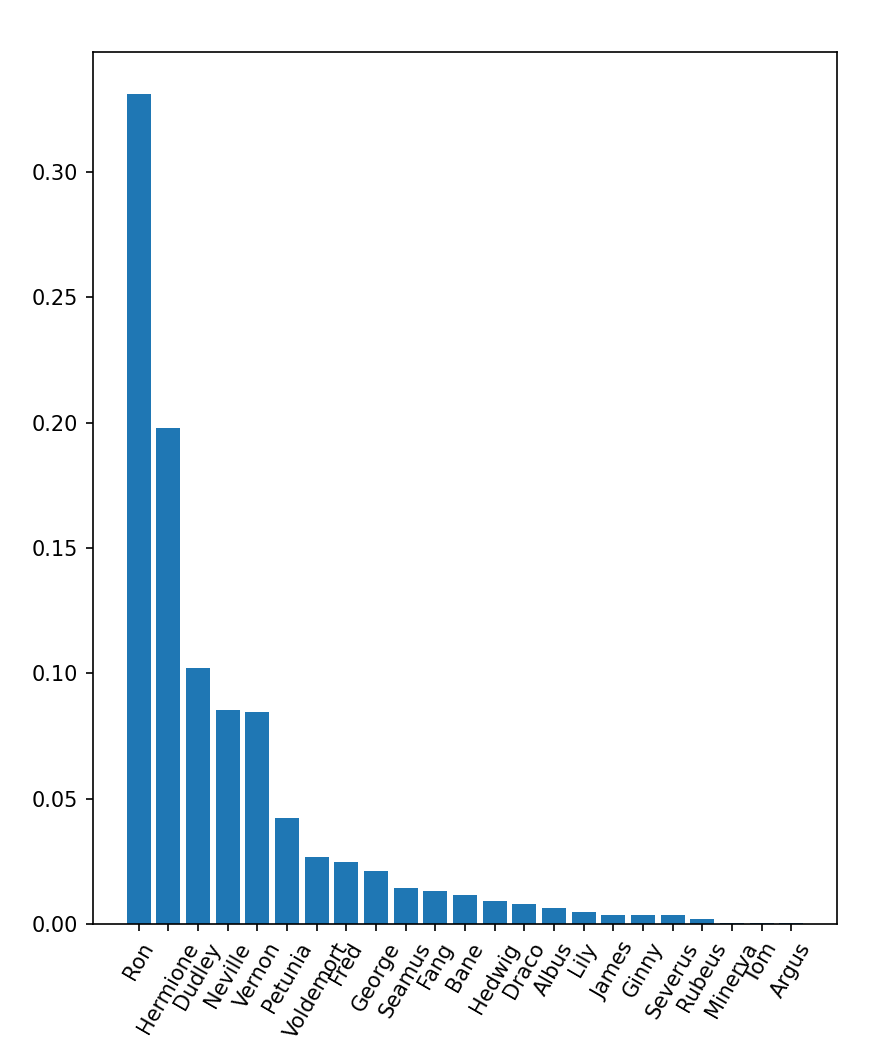 0.30
0.25
0.20
0.15
0.10
0.05
0.00
Ron
Hermione
Dudley
Neville
Vernon
Petunia
Voldemort
Fred
George
Seamus
Fang
Bane
Hedwig
Draco
Albus
Lily
James
Ginny
Severus
Rubeus
Minerva
Tom
Argus